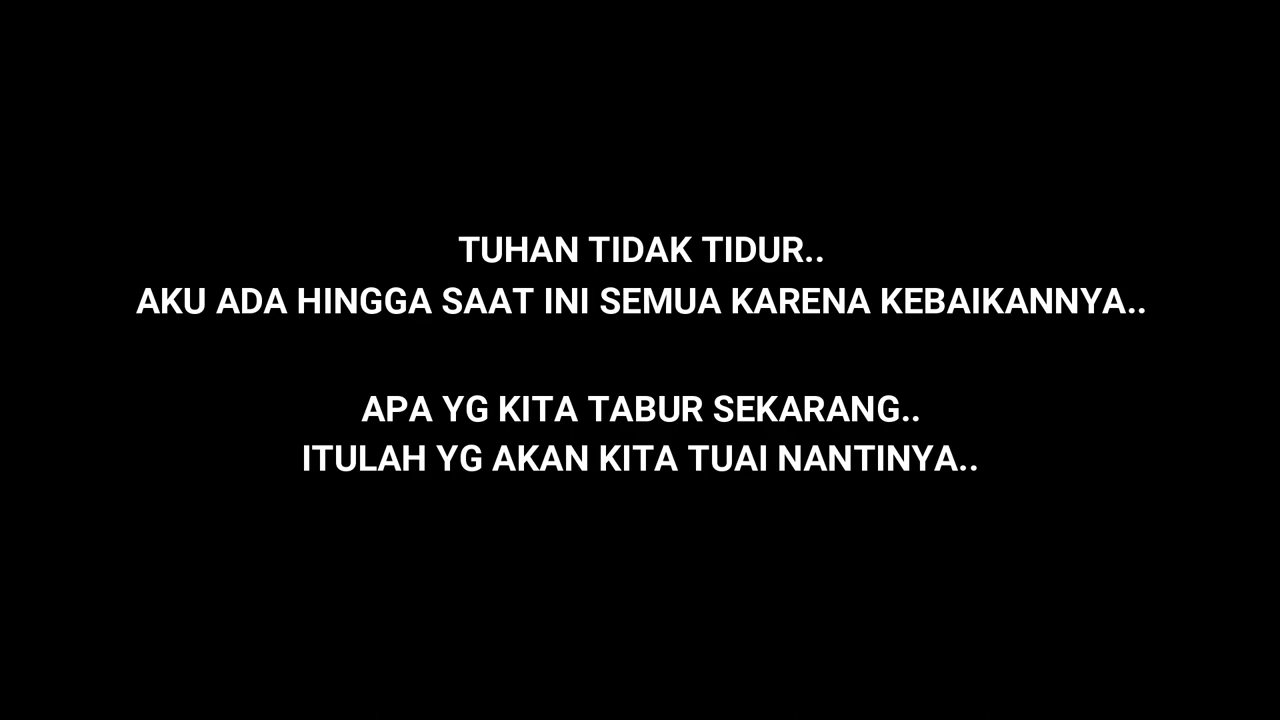 TUHAN TIDAK TIDUR..
AKU ADA HINGGA SAAT INI SEMUA KARENA KEBAIKANNYA..
APA YG KITA TABUR SEKARANG..
ITULAH YG AKAN KITA TUAI NANTINYA..